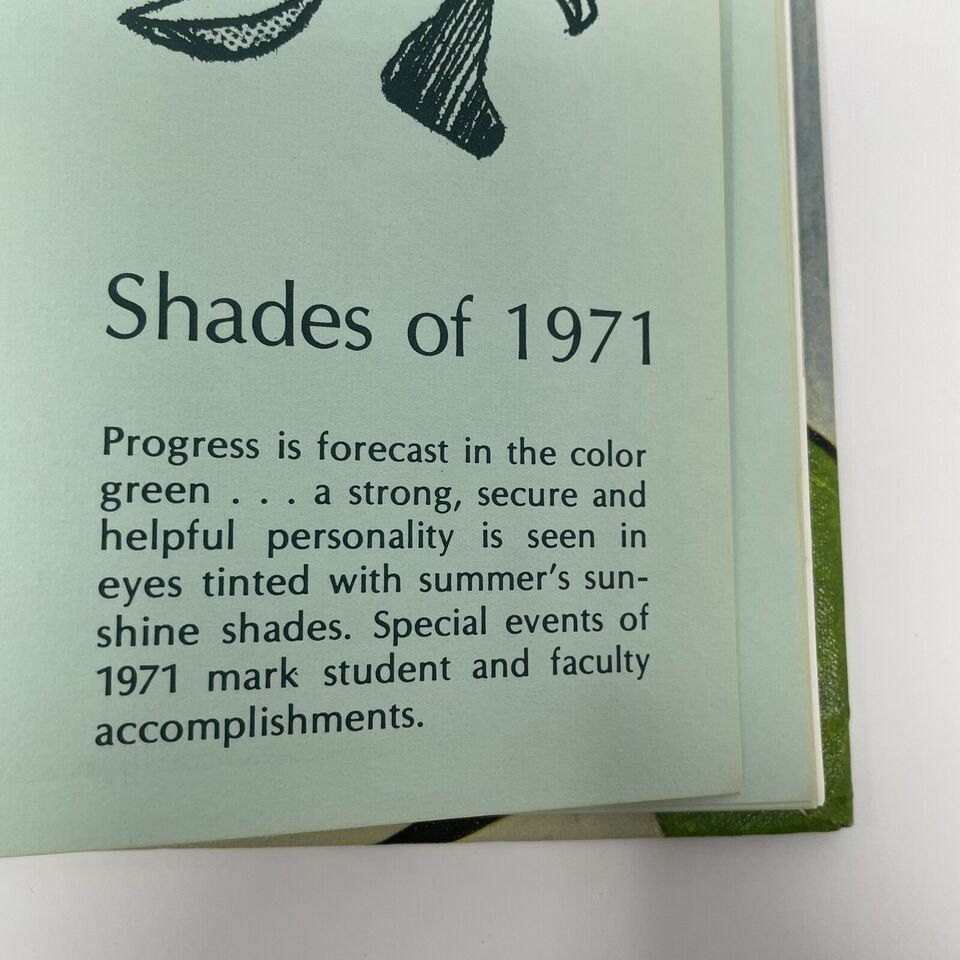 Shades of 1971
Progress is forecast in the color
green . . . a strong, secure and
helpful personality is seen in
eyes tinted with summer's sun-
shine shades. Special events of
1971 mark student and faculty
accomplishments.